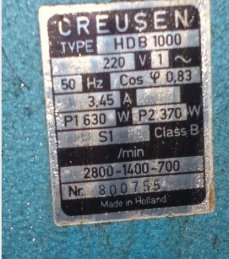 CREUSEN
TYPE HDB 1000
220 V 1 ~
50 Hz Cos φ 0,83
3,45 A
P1 630 W P2 370 W
S1 Class B
/min
2800-1400-700
Nr. 800755
Made in Holland